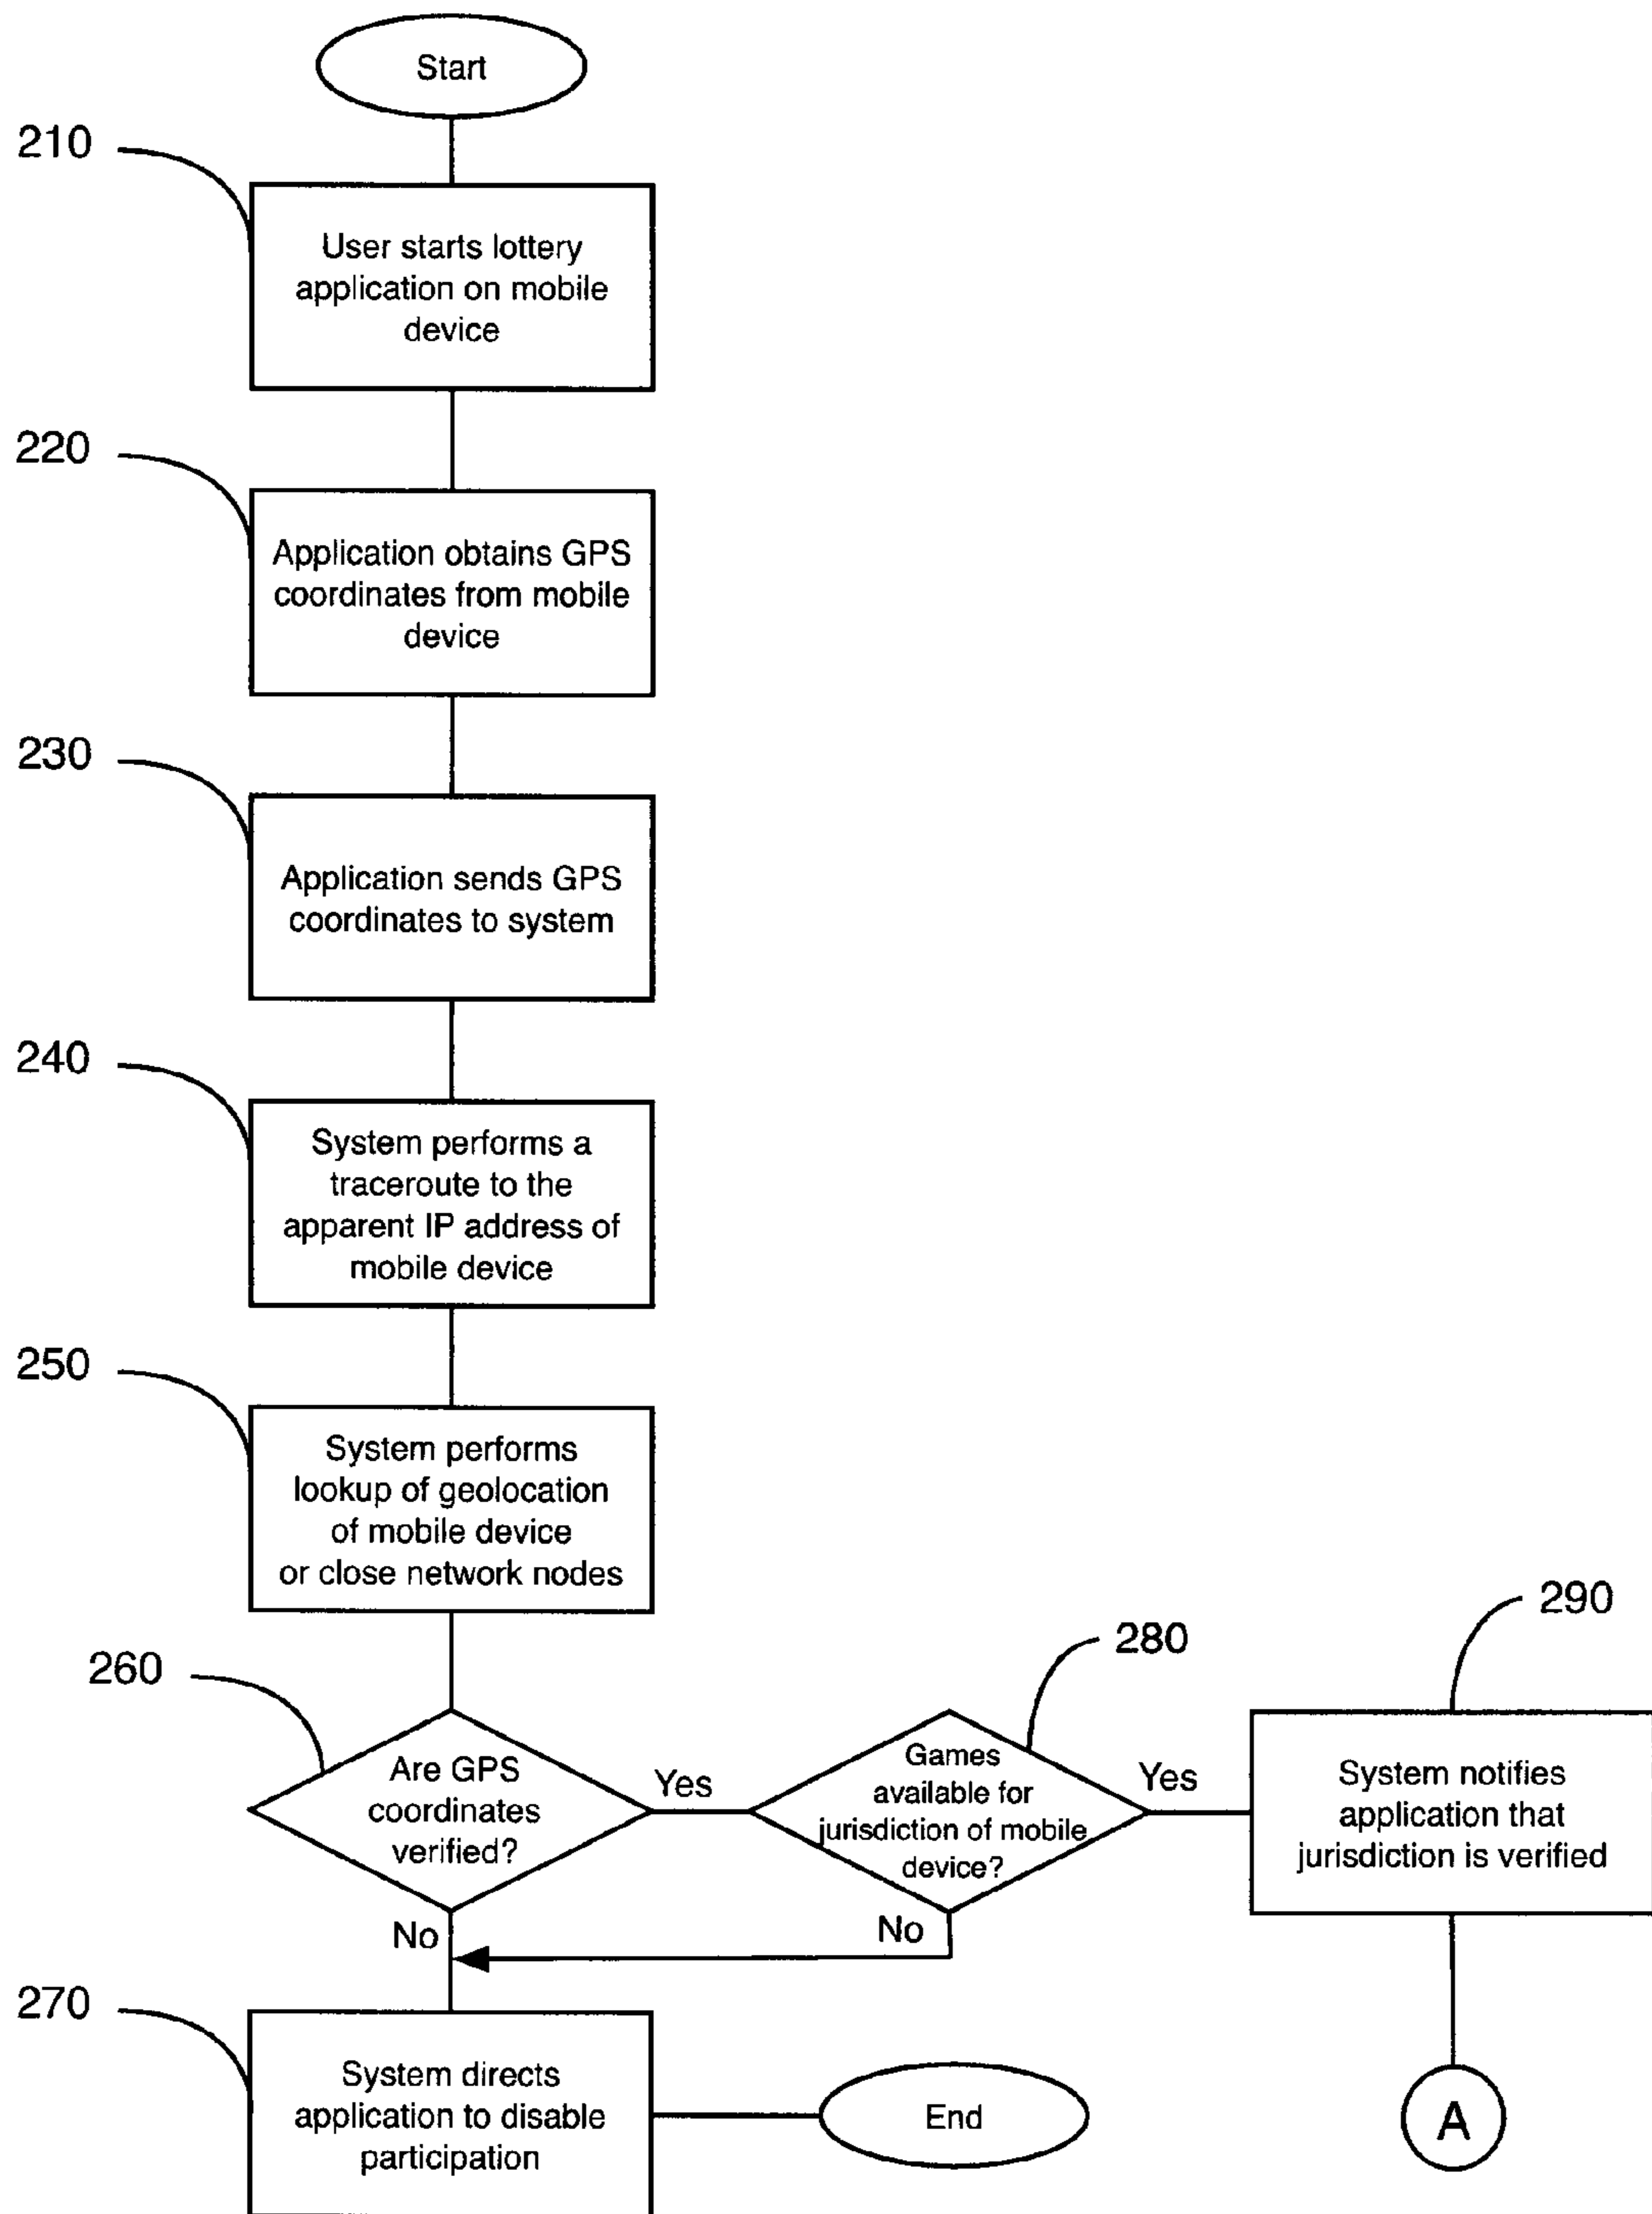 Start
210
User starts lottery
application on mobile
device
220
Application obtains GPS
coordinates from mobile
device
230
Application sends GPS
coordinates to system
240
System performs a
traceroute to the
apparent IP address of
mobile device
250
System performs
lookup of geolocation
of mobile device
or close network nodes
260
Are GPS
coordinates
verified?
Yes
No
280
Games
available for
jurisdiction of mobile
device?
Yes
No
290
System notifies
application that
jurisdiction is verified
270
System directs
application to disable
participation
End
A